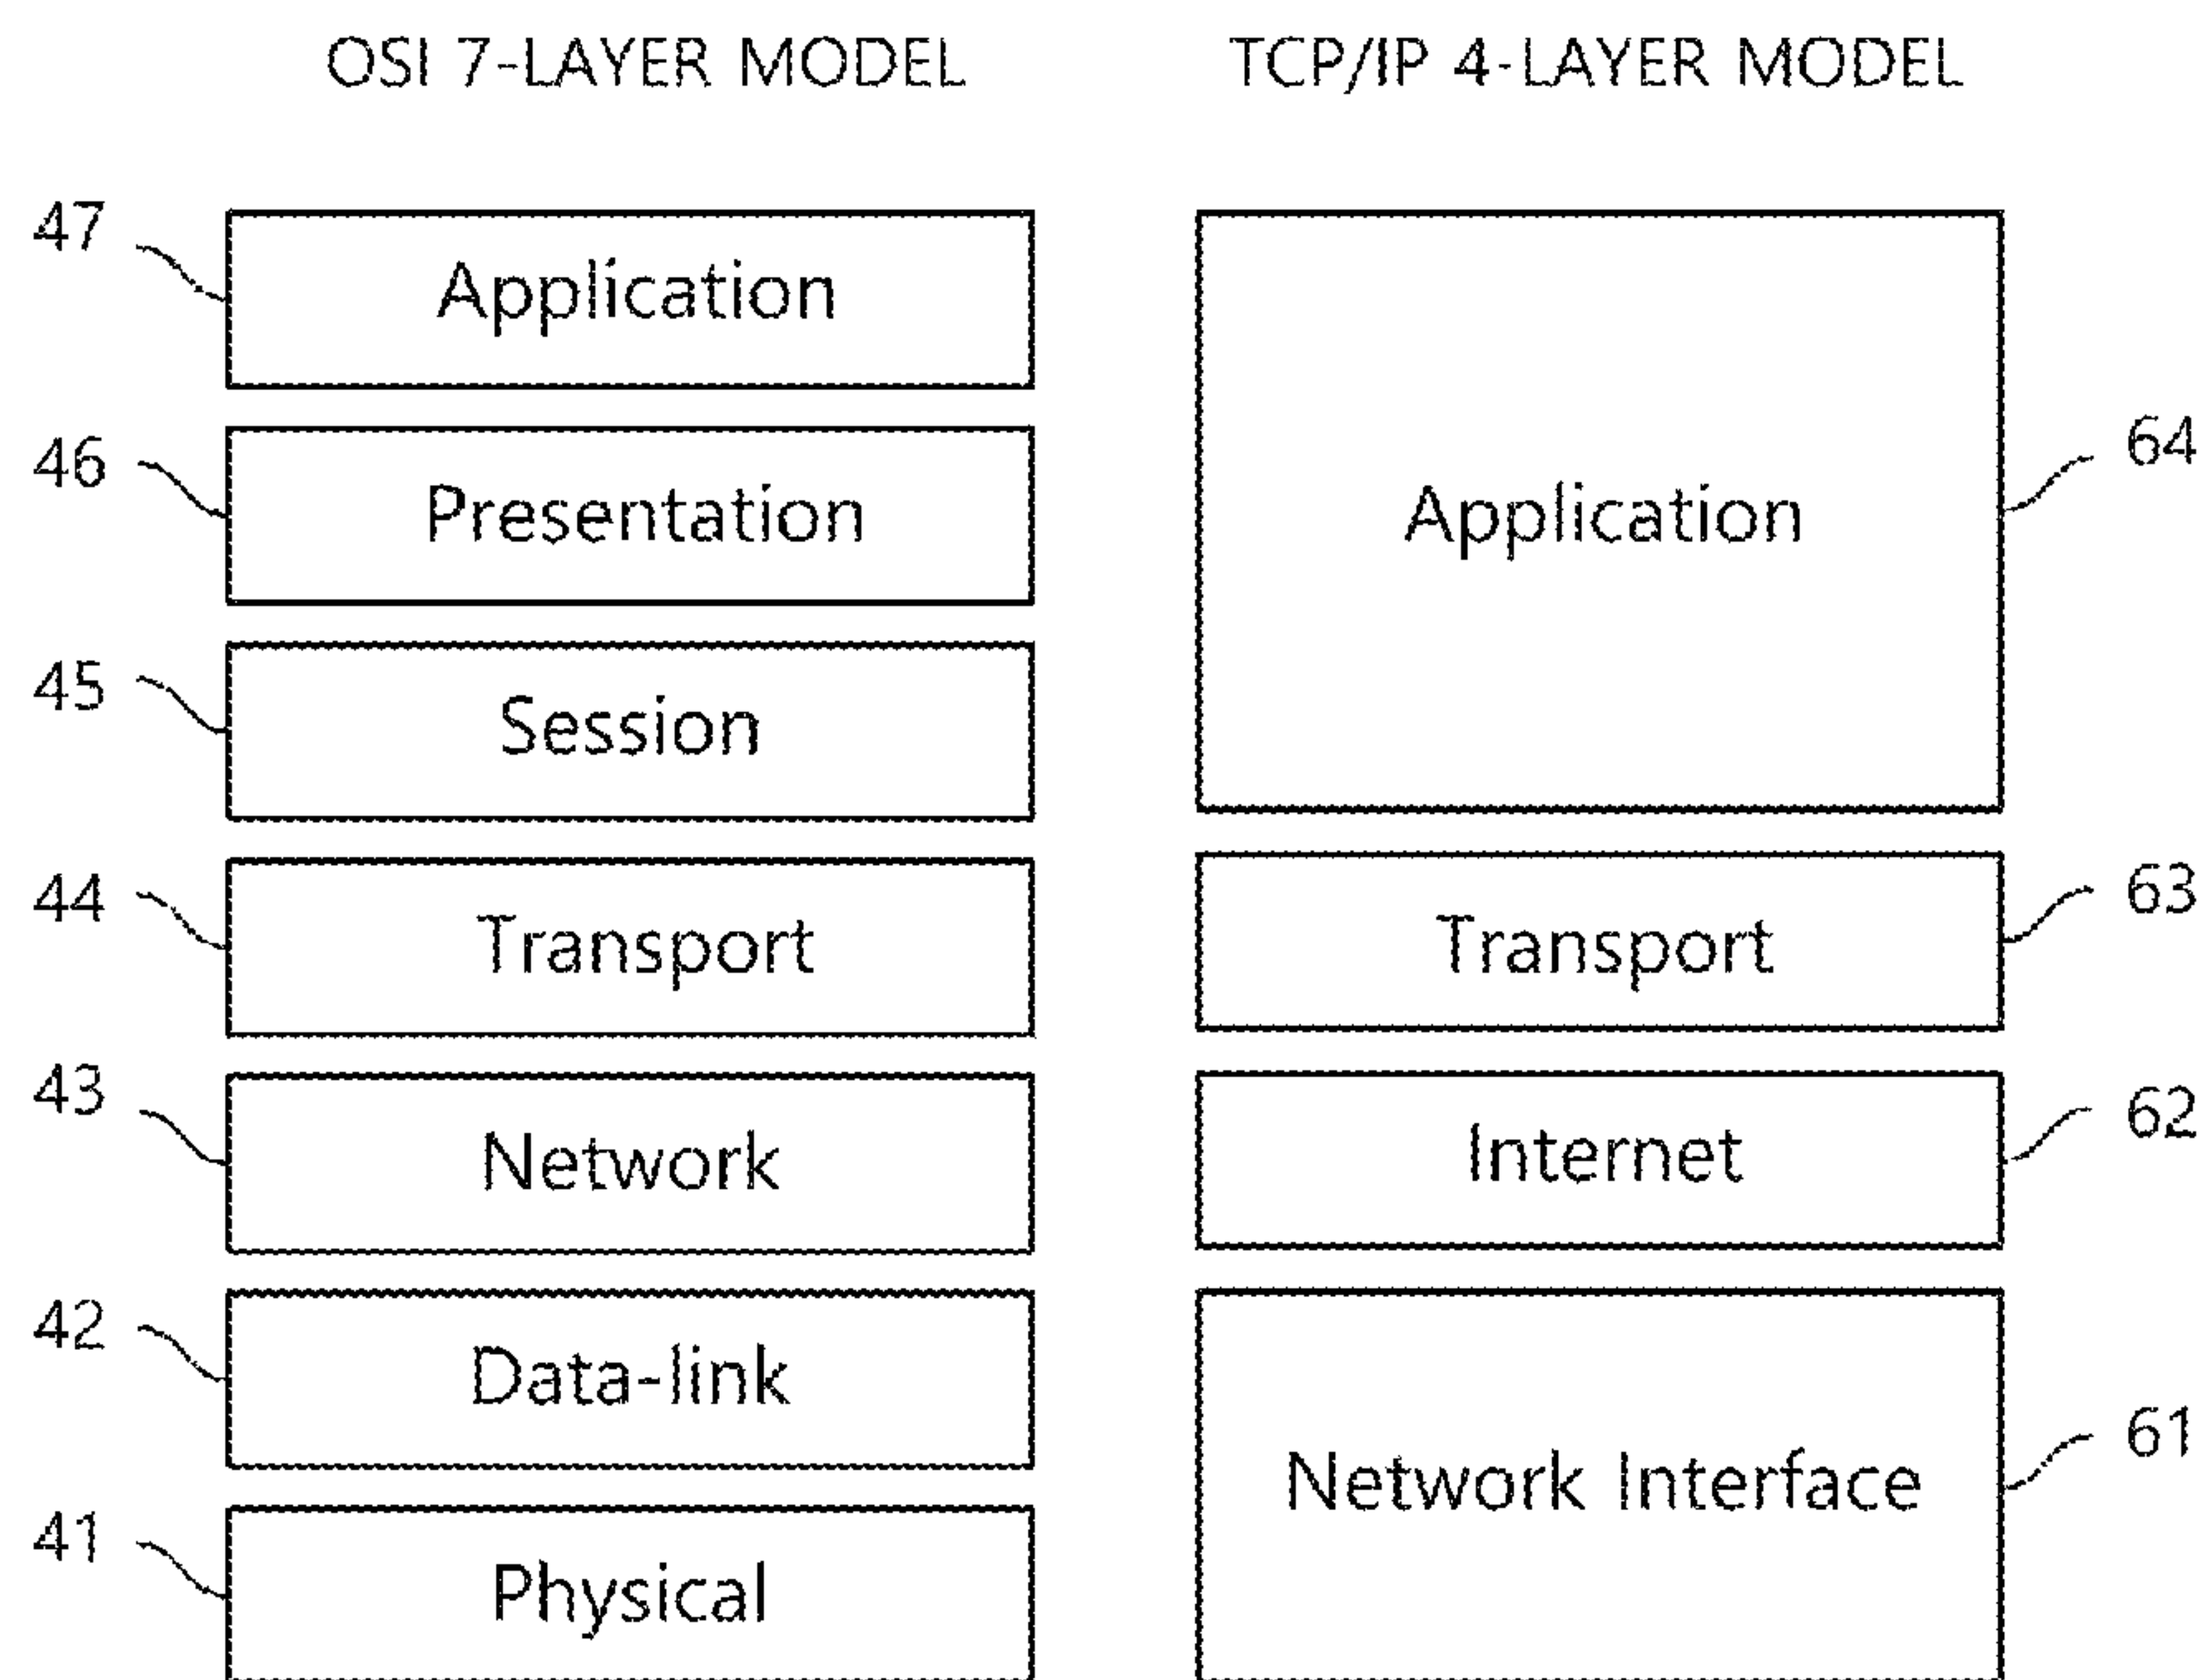 OSI 7-LAYER MODEL
TCP/IP 4-LAYER MODEL
47
Application
46
Presentation
45
Session
44
Transport
43
Network
42
Data-link
41
Physical
Application
64
Transport
63
Internet
62
Network Interface
61